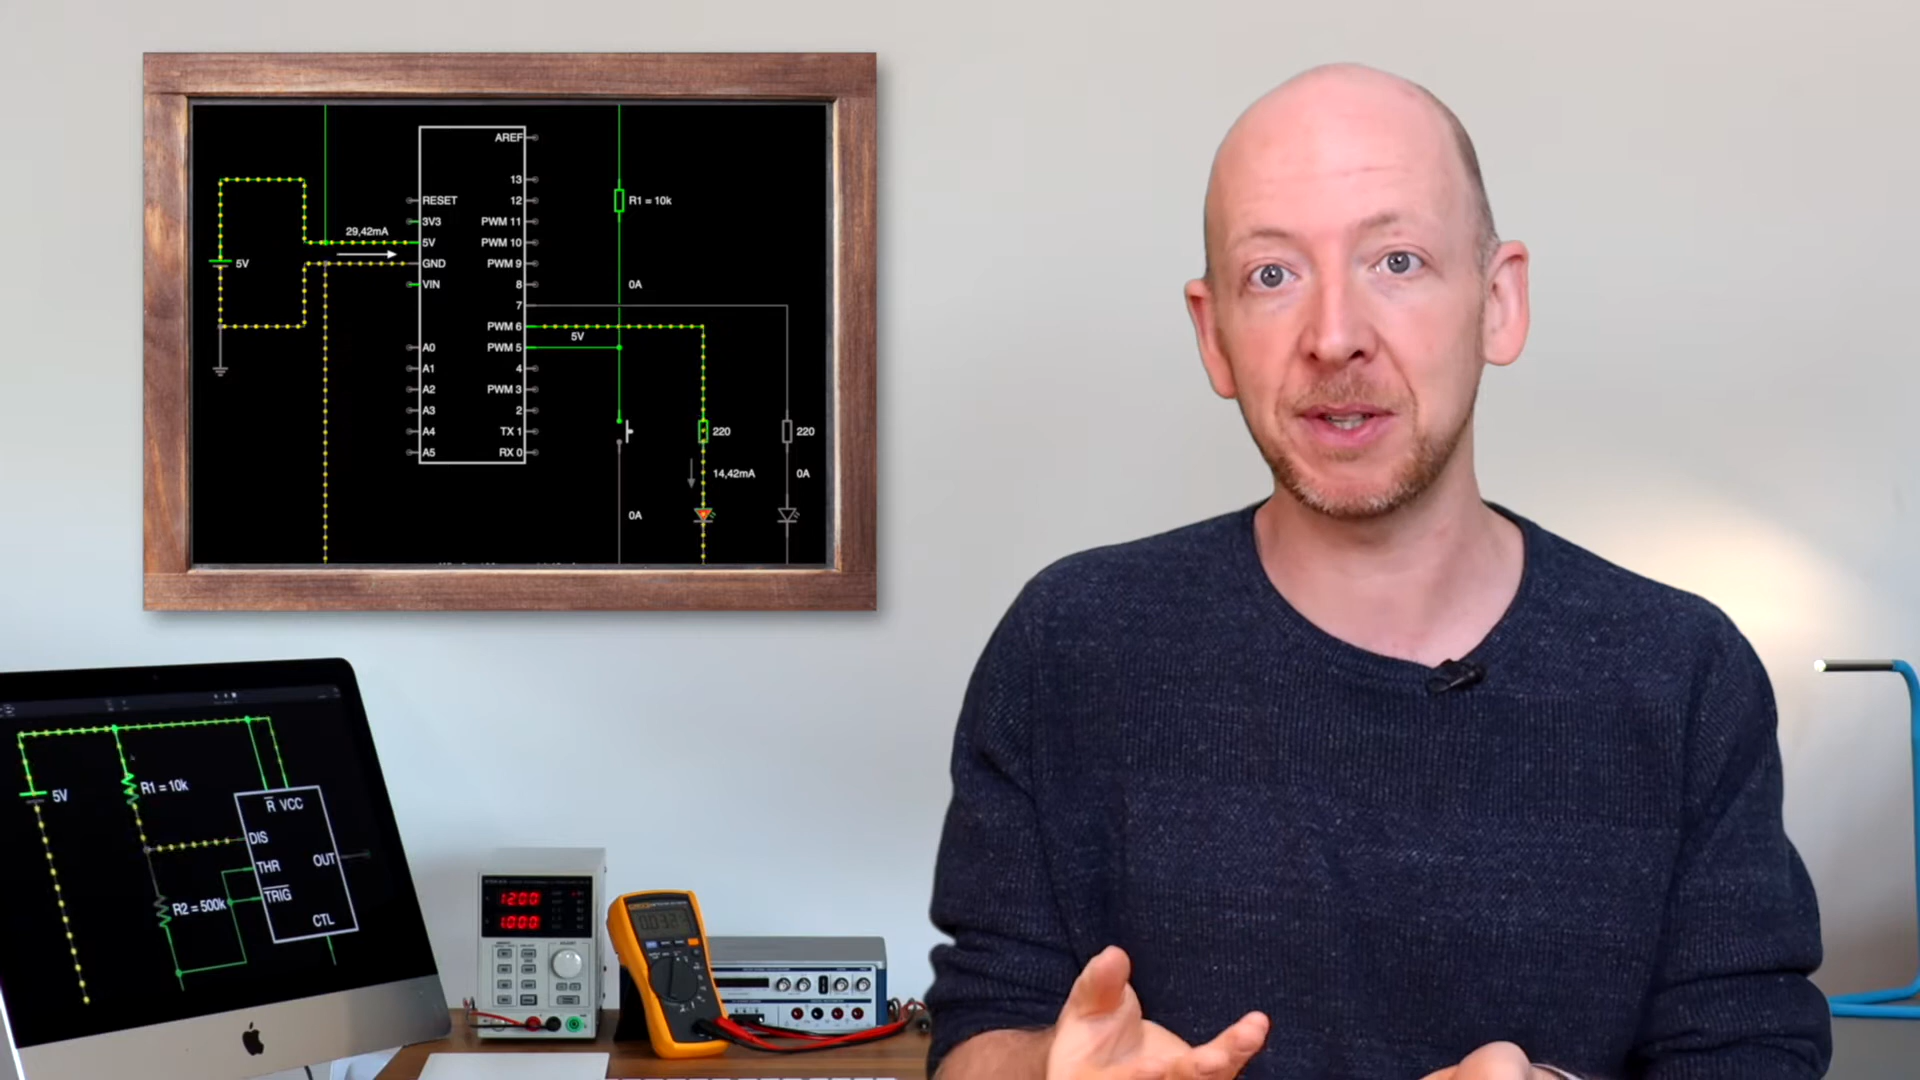 AREF
13
RESET 12 R1 = 10k
3V3 PWM 11
29,42mA
5V PWM 10
5V GND PWM 9
VIN 8 0A
7
PWM 6
5V
A0 PWM 5
A1 4
A2 PWM 3
A3 2
A4 TX 1 220 220
A5 RX 0
14,42mA 0A
0A
R1 = 10k
5V
R VCC
DIS
THR OUT
TRIG
R2 = 500k
CTL
1200
1000